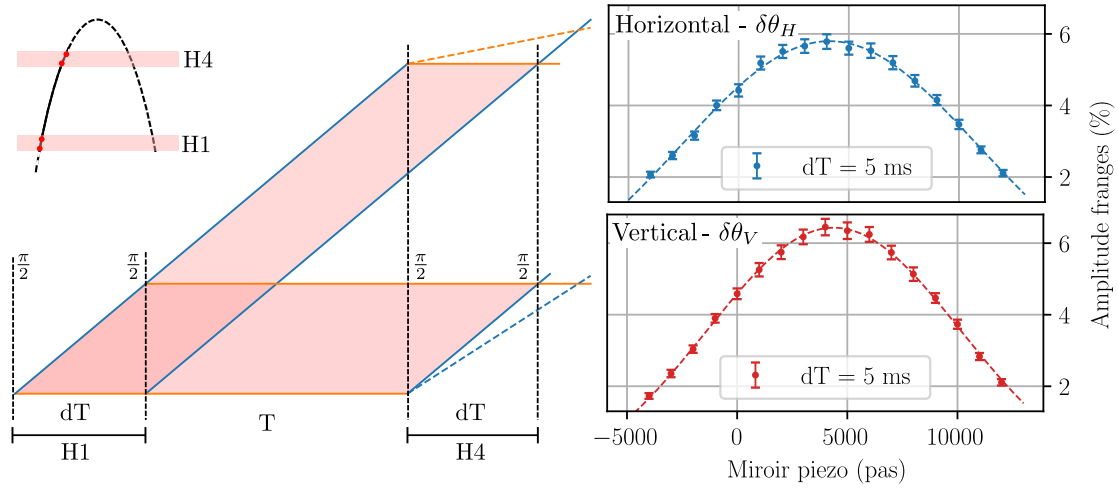 H4
H1
π/2
π/2
π/2
π/2
dT
T
dT
H1
H4
Horizontal - δθ_H
dT = 5 ms
6
4
2
Vertical - δθ_V
dT = 5 ms
6
4
2
Amplitude franges (%)
−5000
0
5000
10000
Miroir piezo (pas)